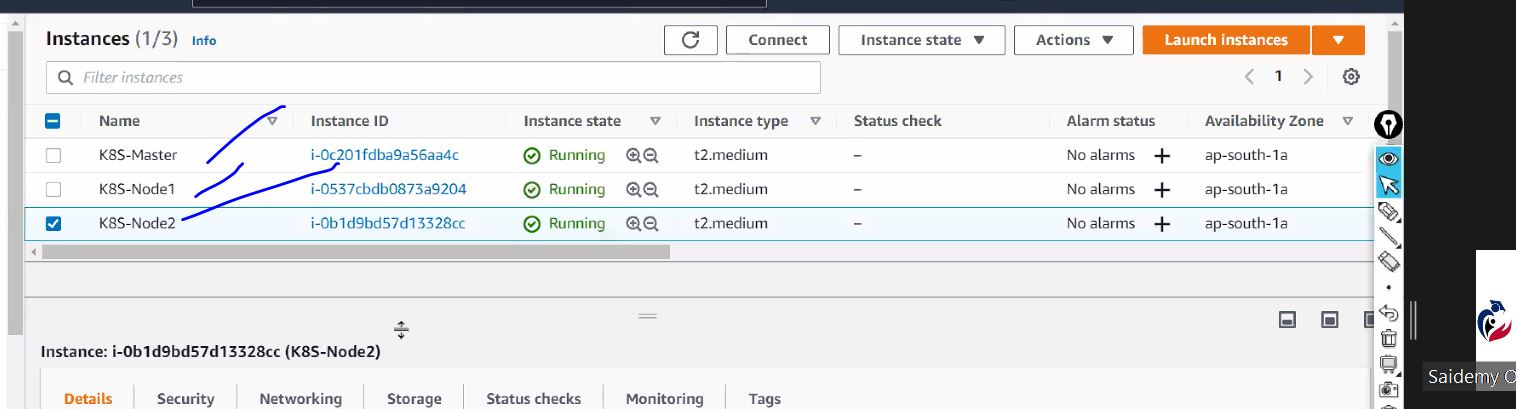 Instances (1/3) Info
Connect
Instance state
Actions
Launch instances
Filter instances
1
Name Instance ID Instance state Instance type Status check Alarm status Availability Zone
K8S-Master i-0c201fdba9a56aa4c Running t2.medium – No alarms + ap-south-1a
K8S-Node1 i-0537cbdb0873a9204 Running t2.medium – No alarms + ap-south-1a
K8S-Node2 i-0b1d9bd57d13328cc Running t2.medium – No alarms + ap-south-1a
Instance: i-0b1d9bd57d13328cc (K8S-Node2)
Details Security Networking Storage Status checks Monitoring Tags
Saidemy